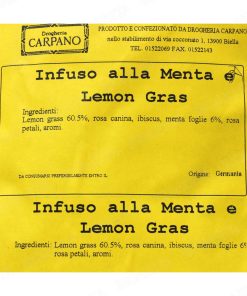 Drogheria
CARPANO
PRODOTTO E CONFEZIONATO DA DROGHERIA CARPANO
nello stabilimento di via cocconato 1, 13900 Biella
TEL. 01522069 FAX. 01522143
Infuso alla Menta e
Lemon Gras
Ingredienti:
Lemon grass 60.5%, rosa canina, ibiscus, menta foglie 6%, rosa
petali, aromi
DA CONSUMARSI PREFERIBILMENTE ENTRO IL
Origine: Germania
Infuso alla Menta e
Lemon Gras
Ingredienti: Lemon grass 60.5%, rosa canina, ibiscus, menta foglie 6%
rosa petali, aromi